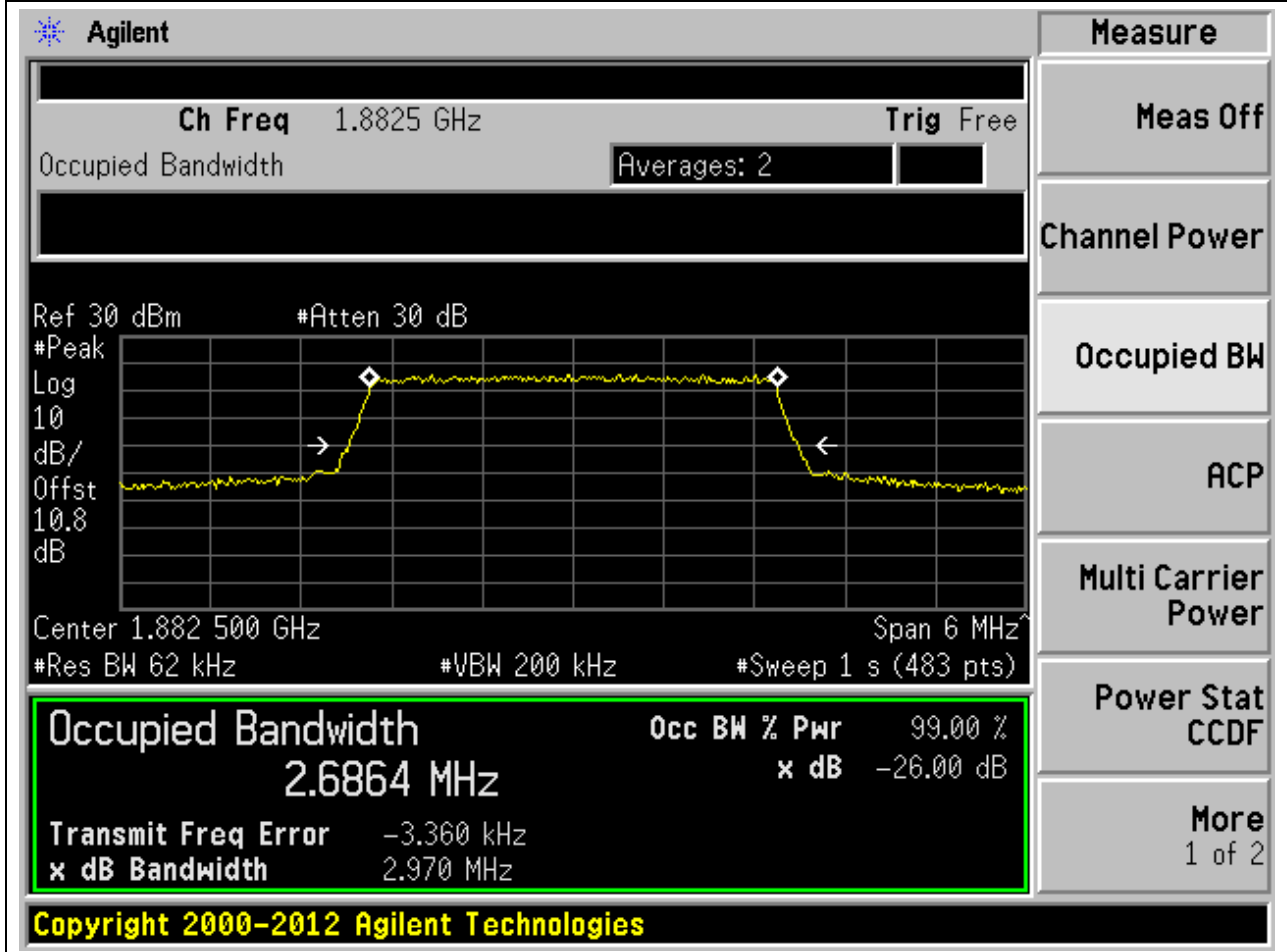 Agilent
Ch Freq 1.8825 GHz Trig Free
Occupied Bandwidth Averages: 2
Ref 30 dBm #Atten 30 dB
#Peak
Log
10
dB/
Offst
10.8
dB
Center 1.882 500 GHz Span 6 MHz^
#Res BW 62 kHz #VBW 200 kHz #Sweep 1 s (483 pts)
Occupied Bandwidth
2.6864 MHz
Occ BW % Pwr 99.00 %
x dB -26.00 dB
Transmit Freq Error -3.360 kHz
x dB Bandwidth 2.970 MHz
Copyright 2000-2012 Agilent Technologies
Measure
Meas Off
Channel Power
Occupied BW
ACP
Multi Carrier
Power
Power Stat
CCDF
More
1 of 2